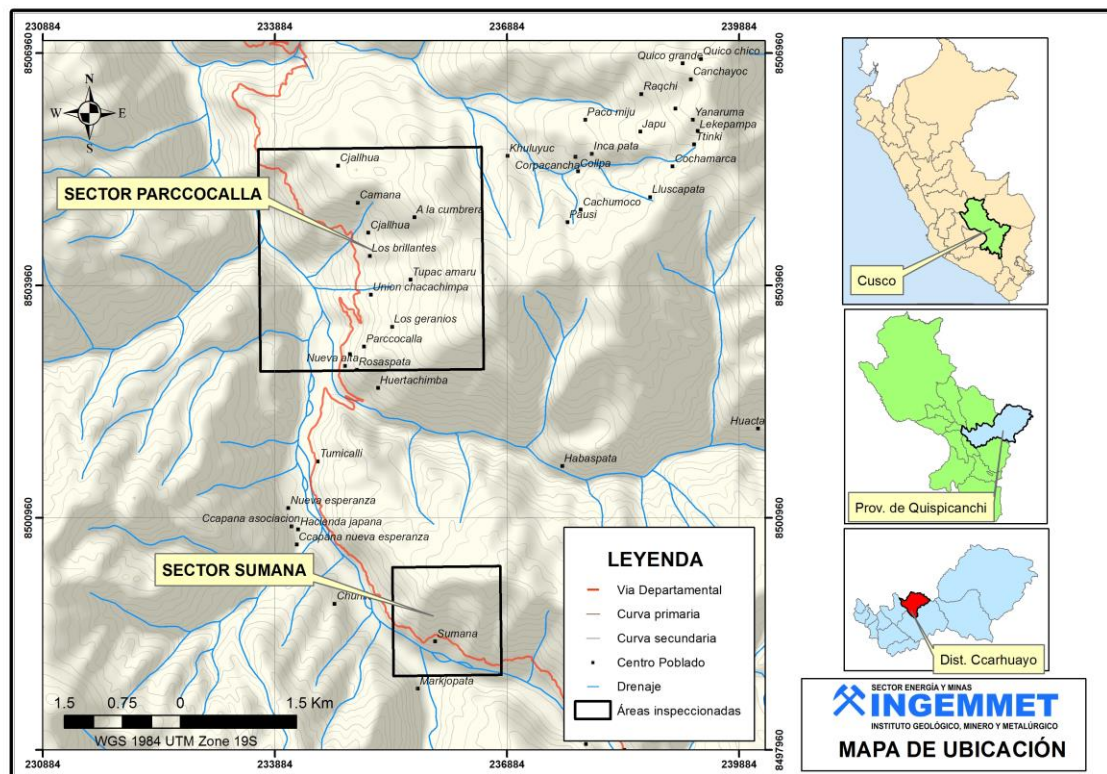 230884
233884
236884
239884
8506960
8506960
N
W
E
S
Quico chico
Quico grande
Canchayoc
Raqchi
Paco miju
Yanaruma
Lekepampa
Japu
Ttinki
Khuluyuc
Inca pata
Corpacancha
Collpa
Cochamarca
Cjallhua
SECTOR PARCCOCALLA
Camana
Lluscapata
A la cumbrera
Cachumoco
Pausi
Cjallhua
Los brillantes
Tupac amaru
8503960
8503960
Union chacachimpa
Los geranios
Parccocalla
Nueva alta
Rosaspata
Huertachimba
Huacta
Tumicalli
Habaspata
Nueva esperanza
8500960
8500960
Ccapana asociacion
Hacienda japana
Ccapana nueva esperanza
SECTOR SUMANA
Sumana
Markjopata
1.5
0.75
0
1.5 Km
WGS 1984 UTM Zone 19S
8497960
8497960
230884
233884
236884
239884
LEYENDA
Via Departamental
Curva primaria
Curva secundaria
Centro Poblado
Drenaje
Áreas inspeccionadas
Cusco
Prov. de Quispicanchi
Dist. Ccarhuayo
SECTOR ENERGÍA Y MINAS
INGEMMET
INSTITUTO GEOLÓGICO, MINERO Y METALÚRGICO
MAPA DE UBICACIÓN